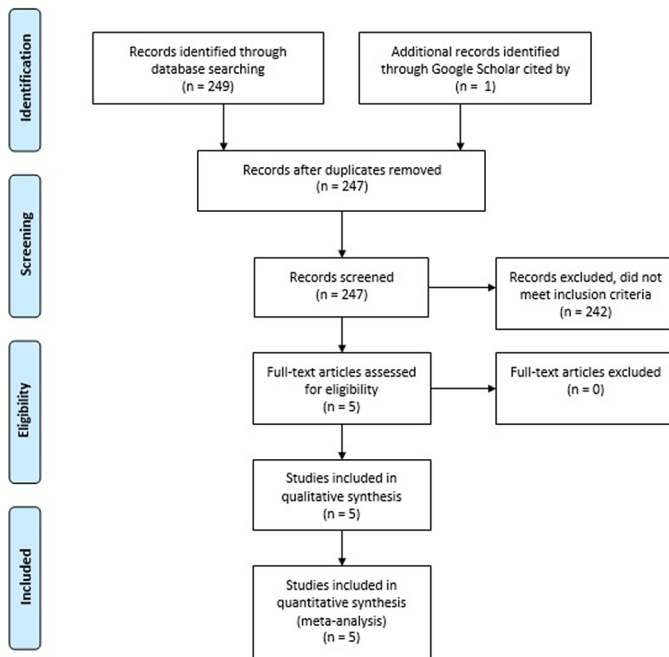 Identification
Records identified through
database searching
(n = 249)
Additional records identified
through Google Scholar cited by
(n = 1)
Records after duplicates removed
(n = 247)
Screening
Records screened
(n = 247)
Records excluded, did not
meet inclusion criteria
(n = 242)
Eligibility
Full-text articles assessed
for eligibility
(n = 5)
Full-text articles excluded
(n = 0)
Studies included in
qualitative synthesis
(n = 5)
Included
Studies included in
quantitative synthesis
(meta-analysis)
(n = 5)